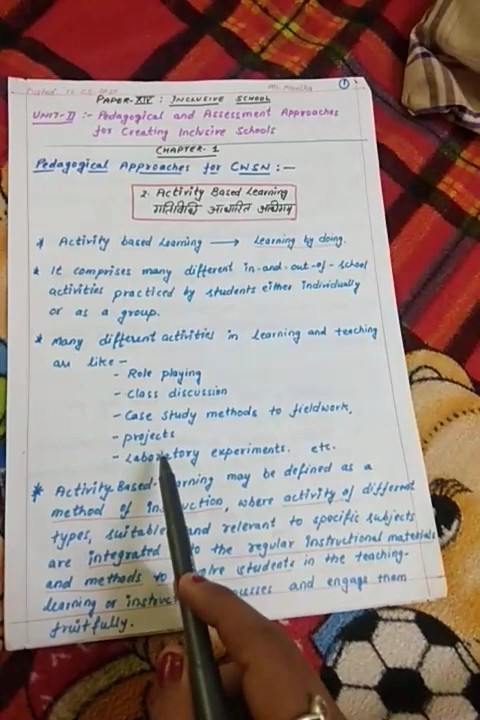 Ms. Monika
1
PAPER-XIV : INCLUSIVE SCHOOL
UNIT-II :- Pedagogical and Assessment Approaches
for Creating Inclusive Schools
CHAPTER-1
Pedagogical Approaches for CWSN :-
2. Activity Based Learning
गतिविधि आधारित अधिगम
* Activity based learning → Learning by doing.
* It comprises many different in-and-out-of-school
activities practiced by students either individually
or as a group.
* Many different activities in learning and teaching
are like -
- Role playing
- Class discussion
- Case study methods to fieldwork.
- projects
- Laboratory experiments. etc.
* Activity Based Learning may be defined as a
method of instruction, where activity of different
types, suitable and relevant to specific subjects
are integrated to the regular instructional materials
and methods to involve students in the teaching-
learning or and engage them
fruitfully.